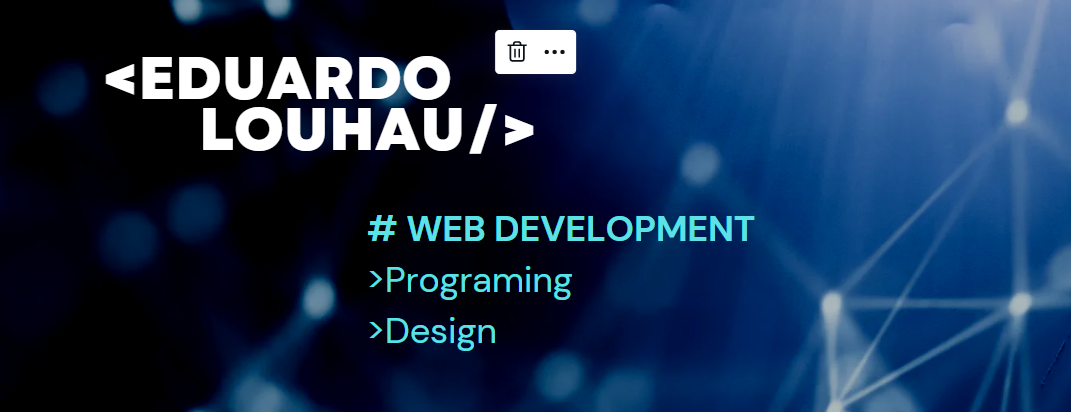 <EDUARDO
LOUHAU/>
# WEB DEVELOPMENT
>Programing
>Design